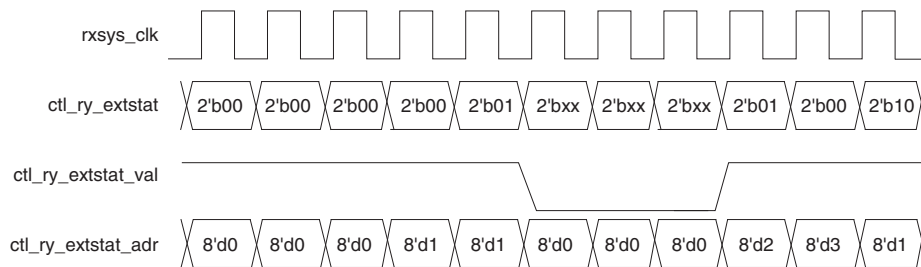 rxsys_clk
ctl_ry_extstat 2'b00 2'b00 2'b00 2'b00 2'b01 2'bxx 2'bxx 2'bxx 2'b01 2'b00 2'b10
ctl_ry_extstat_val
ctl_ry_extstat_adr 8'd0 8'd0 8'd0 8'd1 8'd1 8'd0 8'd0 8'd0 8'd2 8'd3 8'd1